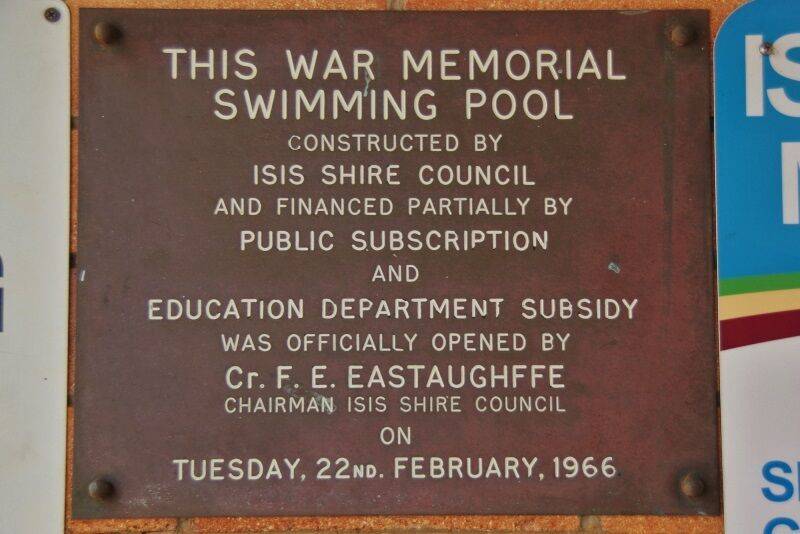 THIS WAR MEMORIAL
SWIMMING POOL
CONSTRUCTED BY
ISIS SHIRE COUNCIL
AND FINANCED PARTIALLY BY
PUBLIC SUBSCRIPTION
AND
EDUCATION DEPARTMENT SUBSIDY
WAS OFFICIALLY OPENED BY
Cr. F. E. EASTAUGHFFE
CHAIRMAN ISIS SHIRE COUNCIL
ON
TUESDAY, 22ND. FEBRUARY, 1966